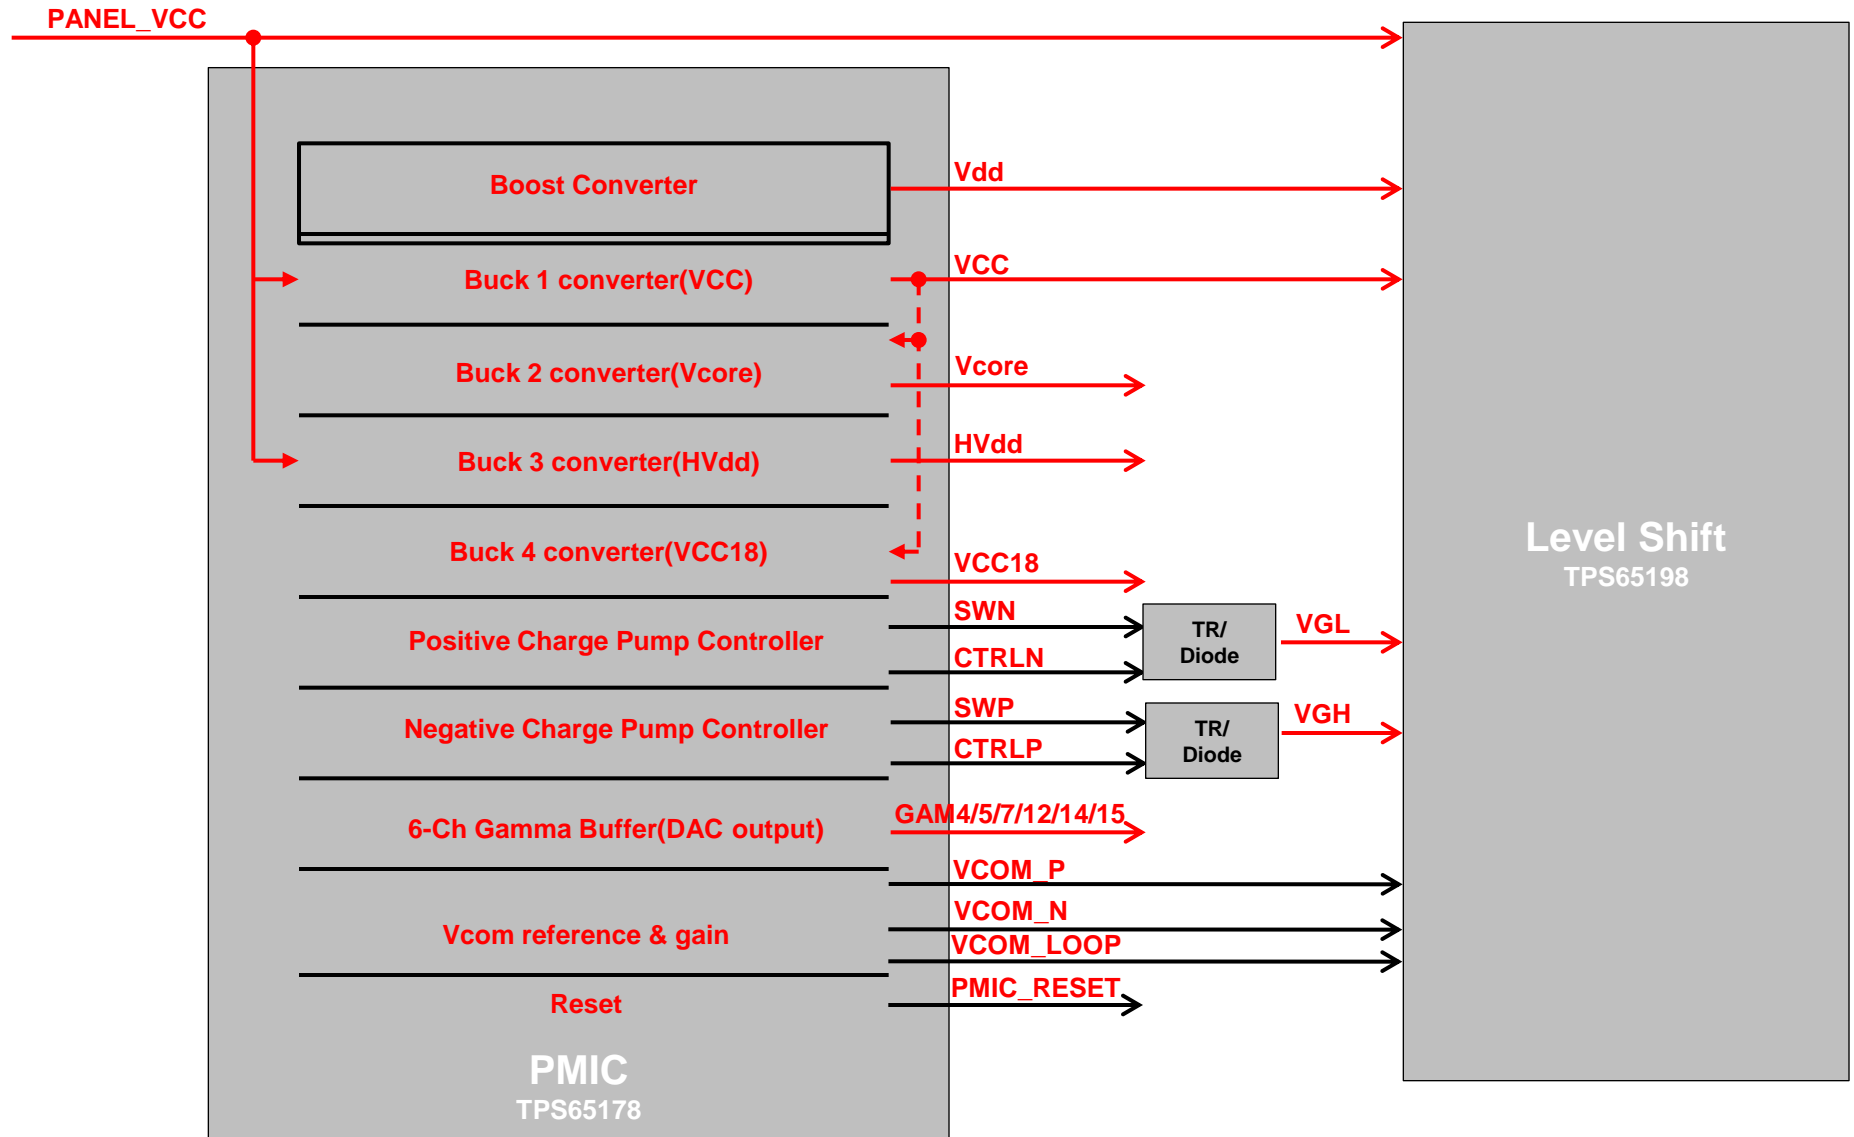 PANEL_VCC
Boost Converter
Vdd
Buck 1 converter(VCC)
VCC
Buck 2 converter(Vcore)
Vcore
Buck 3 converter(HVdd)
HVdd
Buck 4 converter(VCC18)
VCC18
Positive Charge Pump Controller
SWN
CTRLN
TR/
Diode
VGL
Negative Charge Pump Controller
SWP
CTRLP
TR/
Diode
VGH
6-Ch Gamma Buffer(DAC output)
GAM4/5/7/12/14/15
Vcom reference & gain
VCOM_P
VCOM_N
VCOM_LOOP
Reset
PMIC_RESET
PMIC
TPS65178
Level Shift
TPS65198